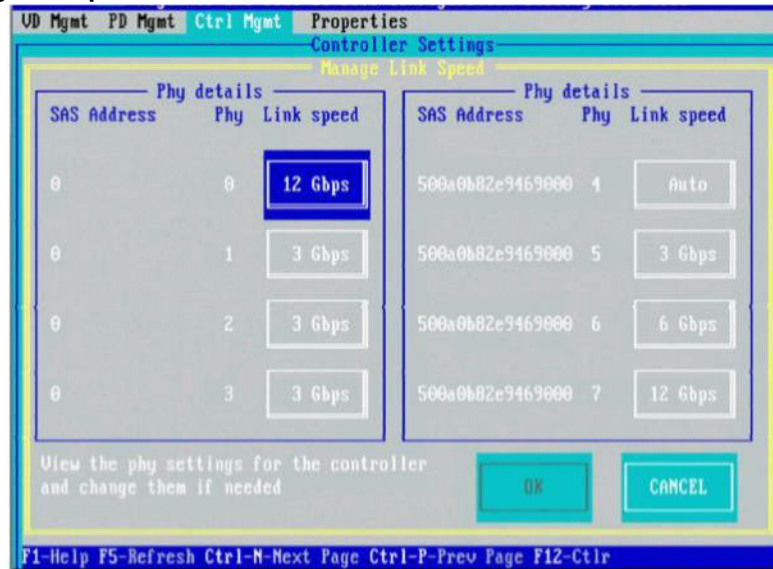 VD Mgmt PD Mgmt Ctrl Mgmt Properties
Controller Settings
Manage Link Speed
Phy details
SAS Address Phy Link speed
0 0 12 Gbps
0 1 3 Gbps
0 2 3 Gbps
0 3 3 Gbps
Phy details
SAS Address Phy Link speed
500a0b82e9469000 4 Auto
500a0b82e9469000 5 3 Gbps
500a0b82e9469000 6 6 Gbps
500a0b82e9469000 7 12 Gbps
View the phy settings for the controller
and change them if needed
OK CANCEL
F1-Help F5-Refresh Ctrl-N-Next Page Ctrl-P-Prev Page F12-Ctlr